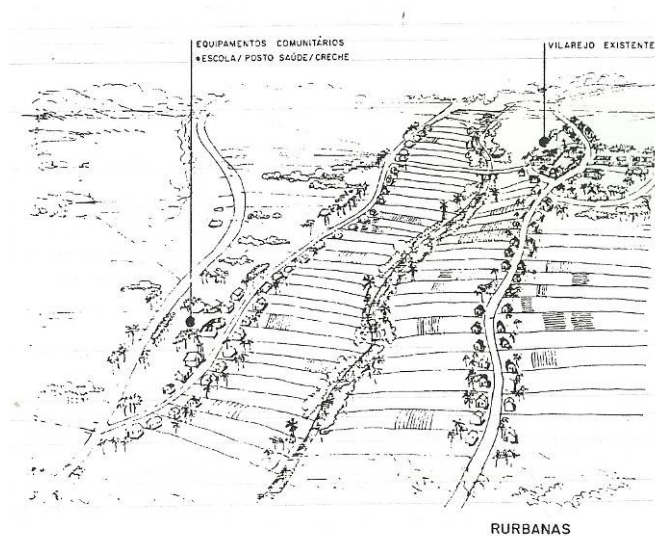 EQUIPAMENTOS COMUNITÁRIOS
•ESCOLA/ POSTO SAÚDE/ CRECHE
VILAREJO EXISTENTE
RURBANAS